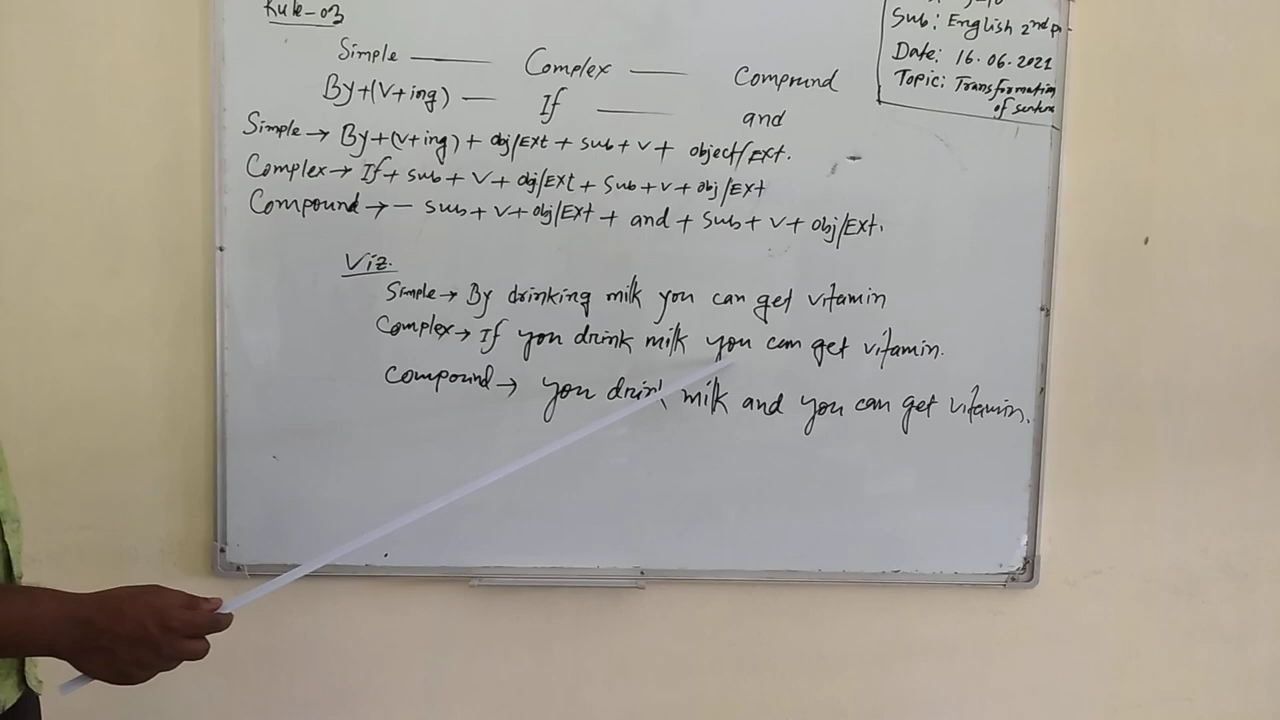 Rule-03
Sub: English 2nd
Date: 16.06.2021
Topic: Transformation
of
Simple —— Complex —— Compound
By+(V+ing) — If —— and
Simple → By+(V+ing) + obj/Ext + sub + v + object/Ext.
Complex → If + sub + V + obj/Ext + Sub + v + obj/Ext
Compound → – sub + v + obj/Ext + and + Sub + v + obj/Ext.
Viz.
Simple → By drinking milk you can get vitamin
Complex → If you drink milk you can get vitamin.
Compound → you drink milk and you can get vitamin.